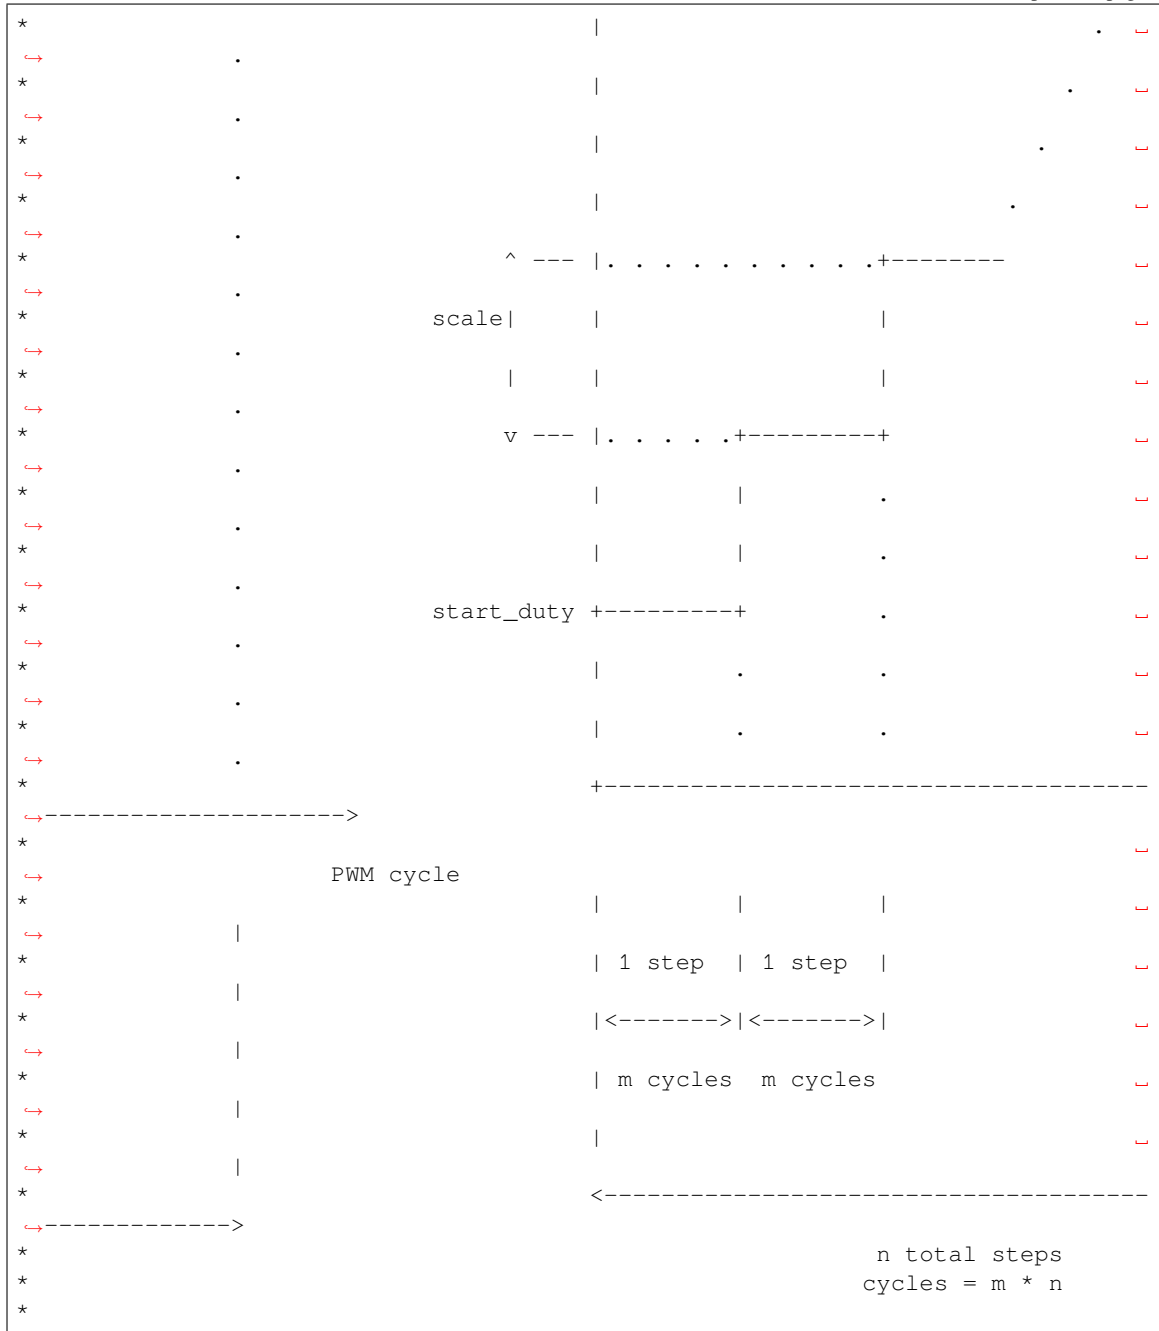 *                                       |                                  .  ␣
↪             .
*                                       |                                .    ␣
↪             .
*                                       |                              .      ␣
↪             .
*                                       |                            .        ␣
↪             .
*                                 ^ --- |. . . . . . . . . .+--------         ␣
↪             .
*                            scale|     |                   |                 ␣
↪             .
*                                 |     |                   |                 ␣
↪             .
*                                 v --- |. . . . .+---------+                 ␣
↪             .
*                                       |         |         .                 ␣
↪             .
*                                       |         |         .                 ␣
↪             .
*                            start_duty +---------+         .                 ␣
↪             .
*                                       |         .         .                 ␣
↪             .
*                                       |         .         .                 ␣
↪             .
*                                       +--------------------------------------
↪--------------------->
*                                                                             ␣
↪                    PWM cycle
*                                       |         |         |                 ␣
↪             |
*                                       | 1 step  | 1 step  |                 ␣
↪             |
*                                       |<------->|<------->|                 ␣
↪             |
*                                       | m cycles  m cycles                  ␣
↪             |
*                                       |                                     ␣
↪             |
*                                       <--------------------------------------
↪------------->
*                                                           n total steps
*                                                          cycles = m * n
*